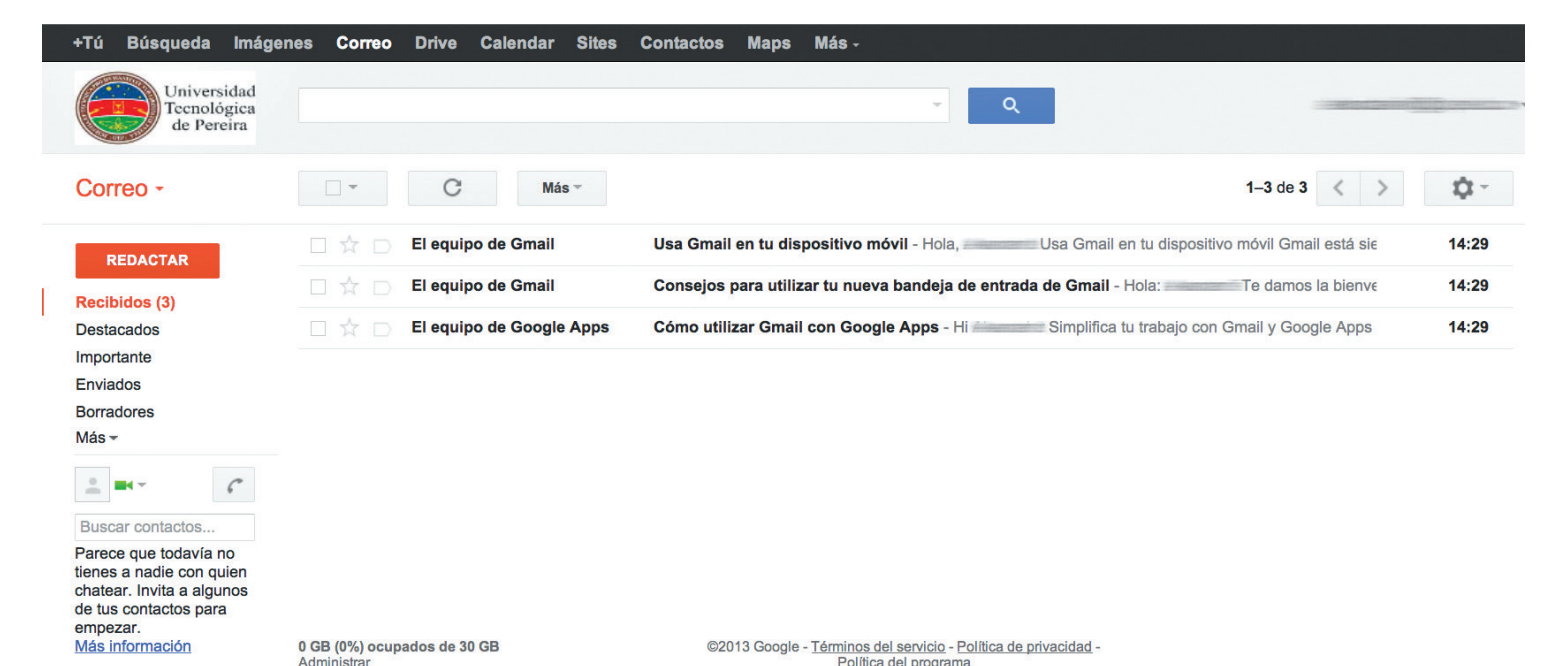 +Tú Búsqueda Imágenes Correo Drive Calendar Sites Contactos Maps Más
Universidad
Tecnológica
de Pereira
Correo
Más
1–3 de 3
REDACTAR
Recibidos (3)
Destacados
Importante
Enviados
Borradores
Más
El equipo de Gmail Usa Gmail en tu dispositivo móvil - Hola, Usa Gmail en tu dispositivo móvil Gmail está sie 14:29
El equipo de Gmail Consejos para utilizar tu nueva bandeja de entrada de Gmail - Hola: Te damos la bienve 14:29
El equipo de Google Apps Cómo utilizar Gmail con Google Apps - Hi Simplifica tu trabajo con Gmail y Google Apps 14:29
Buscar contactos...
Parece que todavía no
tienes a nadie con quien
chatear. Invita a algunos
de tus contactos para
empezar.
Más información
0 GB (0%) ocupados de 30 GB
Administrar
©2013 Google - Términos del servicio - Política de privacidad -
Política del programa